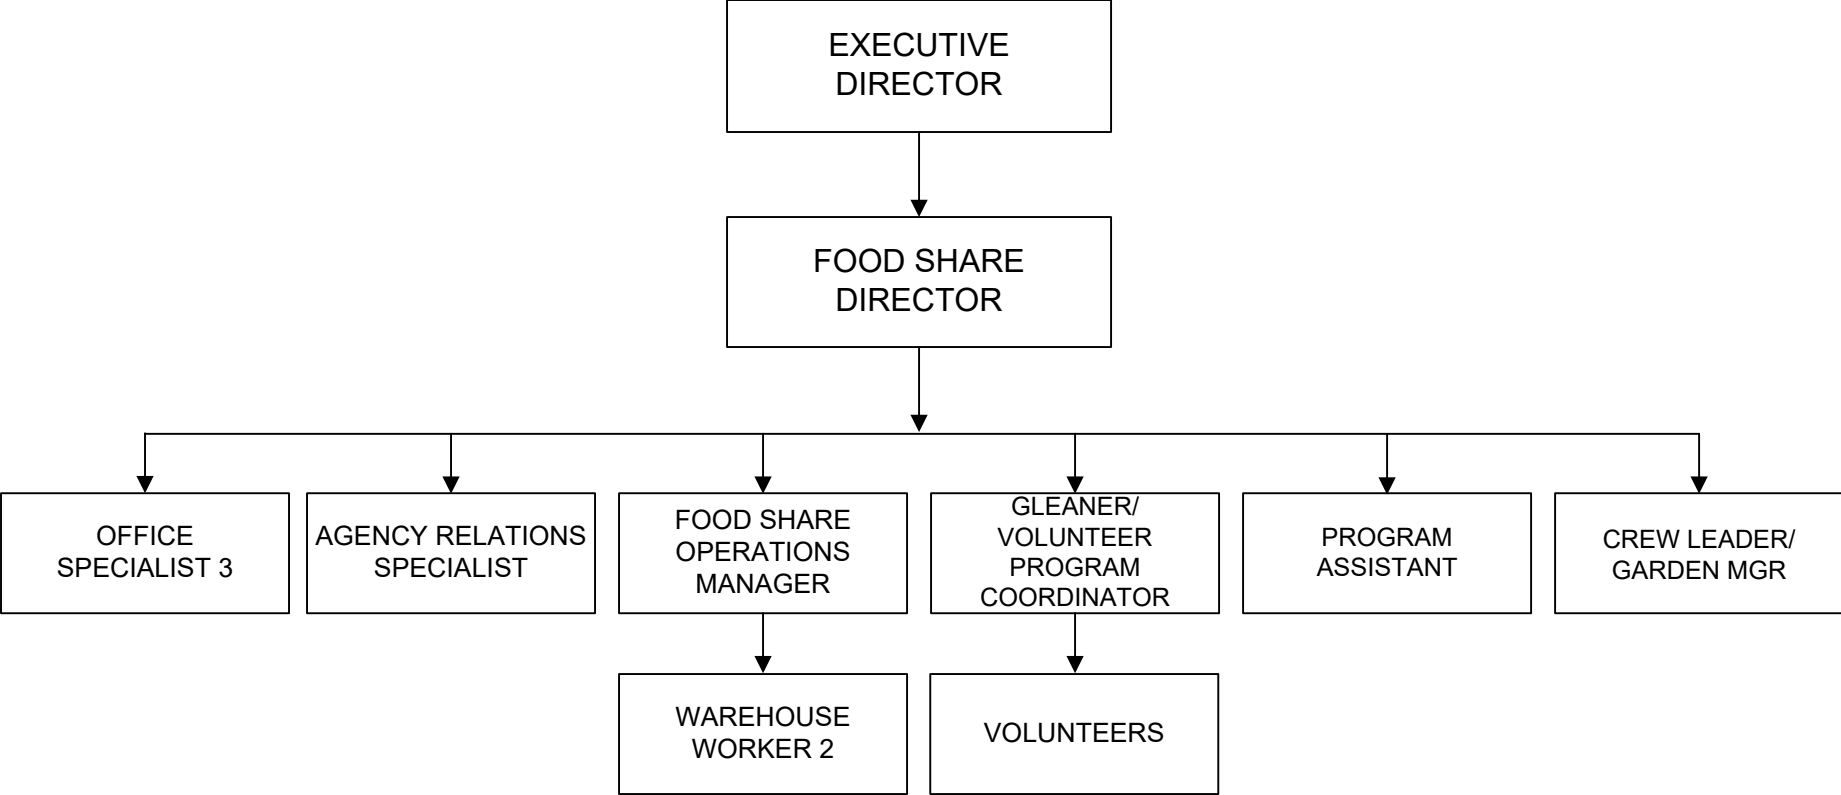 EXECUTIVE
DIRECTOR
FOOD SHARE
DIRECTOR
OFFICE
SPECIALIST 3
AGENCY RELATIONS
SPECIALIST
FOOD SHARE
OPERATIONS
MANAGER
GLEANER/
VOLUNTEER
PROGRAM
COORDINATOR
PROGRAM
ASSISTANT
CREW LEADER/
GARDEN MGR
WAREHOUSE
WORKER 2
VOLUNTEERS